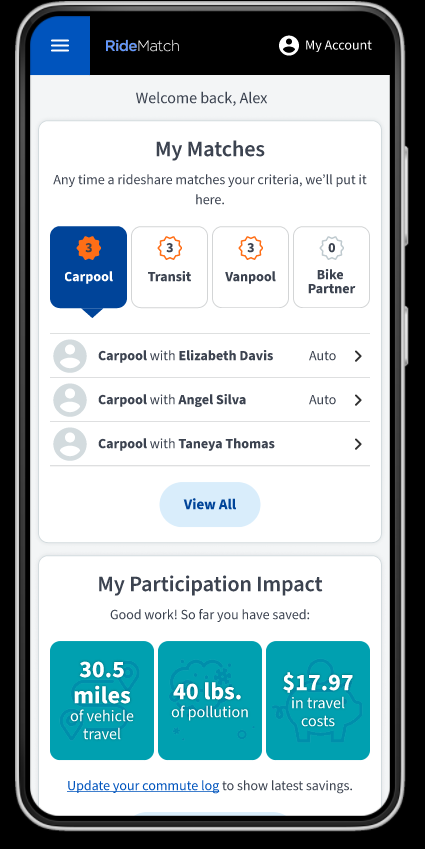 RideMatch
My Account
Welcome back, Alex
My Matches
Any time a rideshare matches your criteria, we’ll put it
here.
3
Carpool
3
Transit
3
Vanpool
0
Bike
Partner
Carpool with Elizabeth Davis Auto
Carpool with Angel Silva Auto
Carpool with Taneya Thomas
View All
My Participation Impact
Good work! So far you have saved:
30.5
miles
of vehicle
travel
40 lbs.
of pollution
$17.97
in travel
costs
Update your commute log to show latest savings.